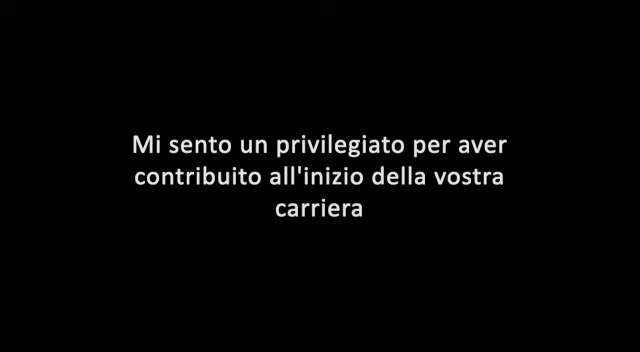 Mi sento un privilegiato per aver
contribuito all'inizio della vostra
carriera